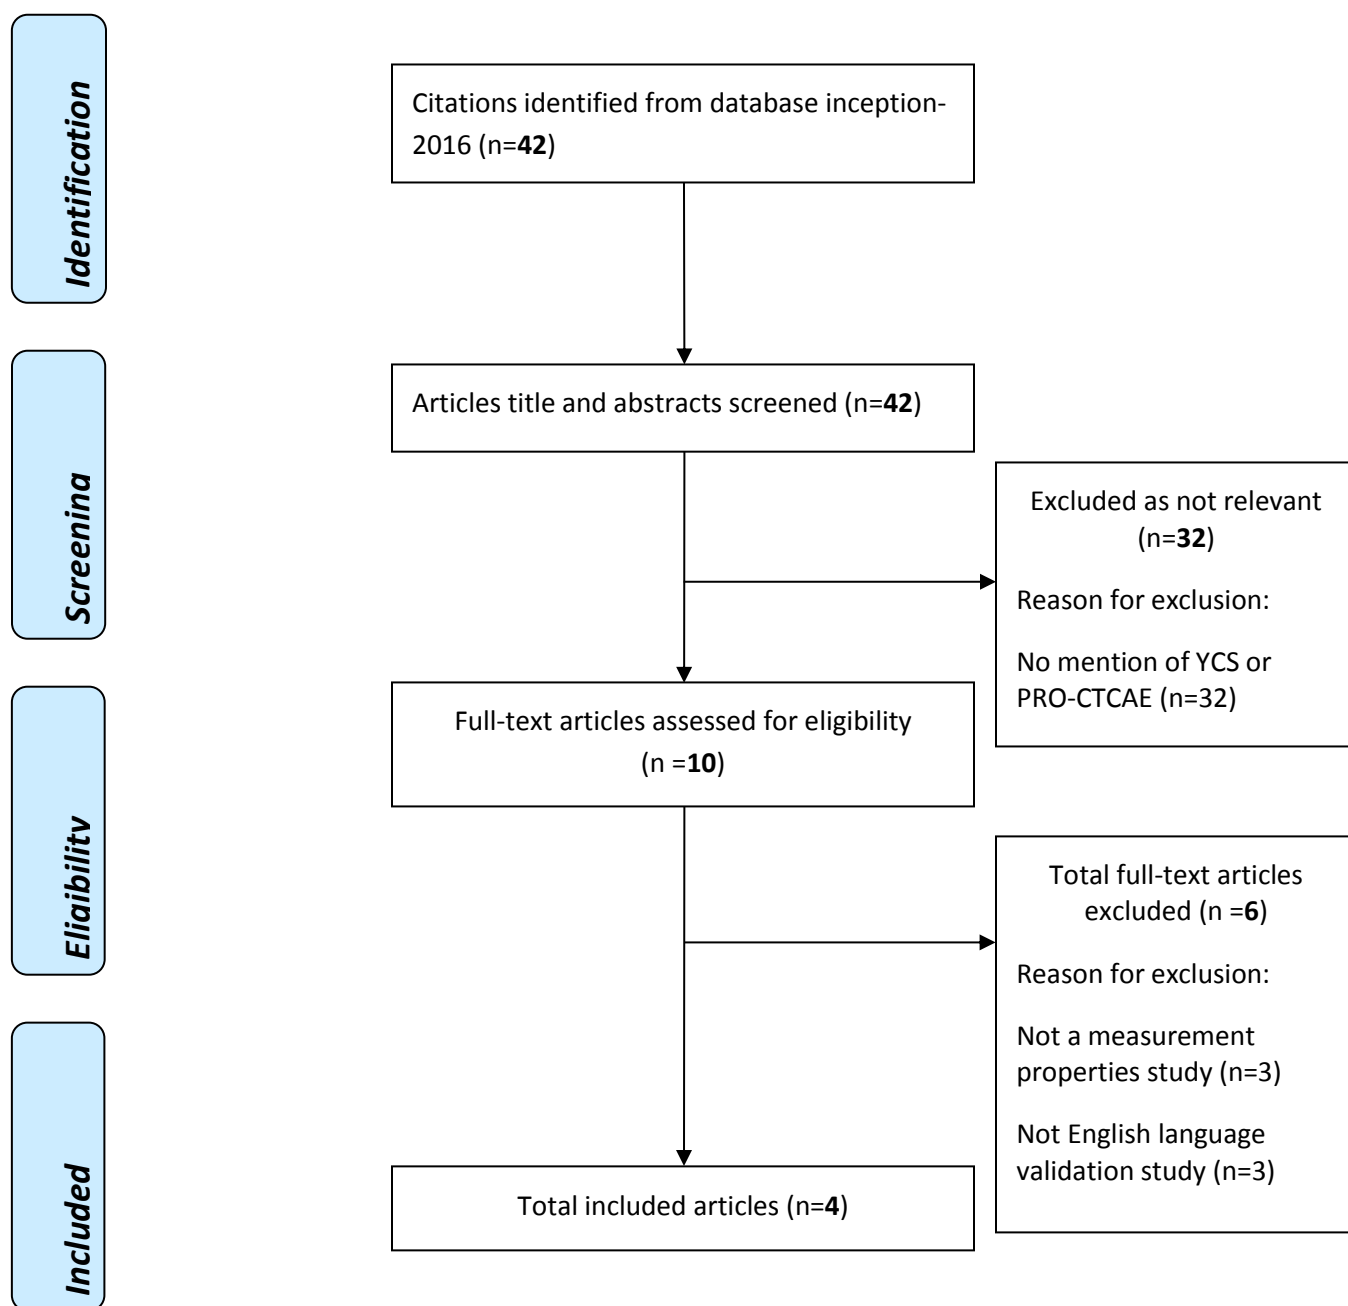 Identification
Citations identified from database inception-
2016 (n=42)
Screening
Articles title and abstracts screened (n=42)
Excluded as not relevant
(n=32)
Reason for exclusion:
No mention of YCS or
PRO-CTCAE (n=32)
Eligibility
Full-text articles assessed for eligibility
(n =10)
Total full-text articles
excluded (n =6)
Reason for exclusion:
Not a measurement
properties study (n=3)
Not English language
validation study (n=3)
Included
Total included articles (n=4)